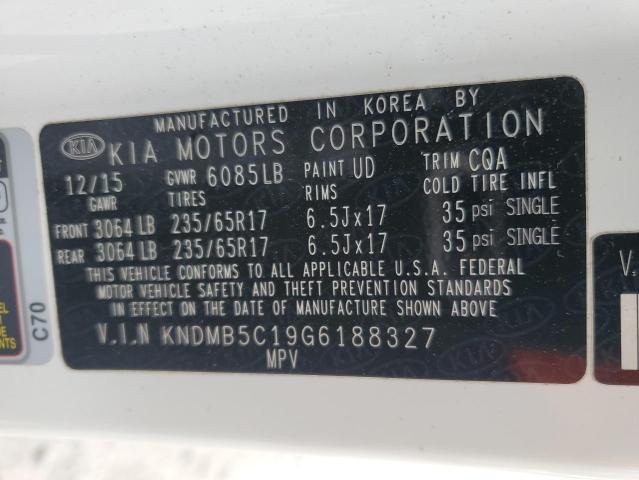 MANUFACTURED IN KOREA BY
KIA KIA MOTORS CORPORATION
12/15 GVWR 6085LB PAINT UD TRIM CQA
GAWR TIRES RIMS COLD TIRE INFL
FRONT 3064 LB 235/65R17 6.5Jx17 35 psi SINGLE
REAR 3064 LB 235/65R17 6.5Jx17 35 psi SINGLE
THIS VEHICLE CONFORMS TO ALL APPLICABLE U.S.A. FEDERAL
MOTOR VEHICLE SAFETY AND THEFT PREVENTION STANDARDS
IN EFFECT ON THE DATE OF MANUFACTURE SHOWN ABOVE
V.I.N KNDMB5C19G6188327
MPV
C70